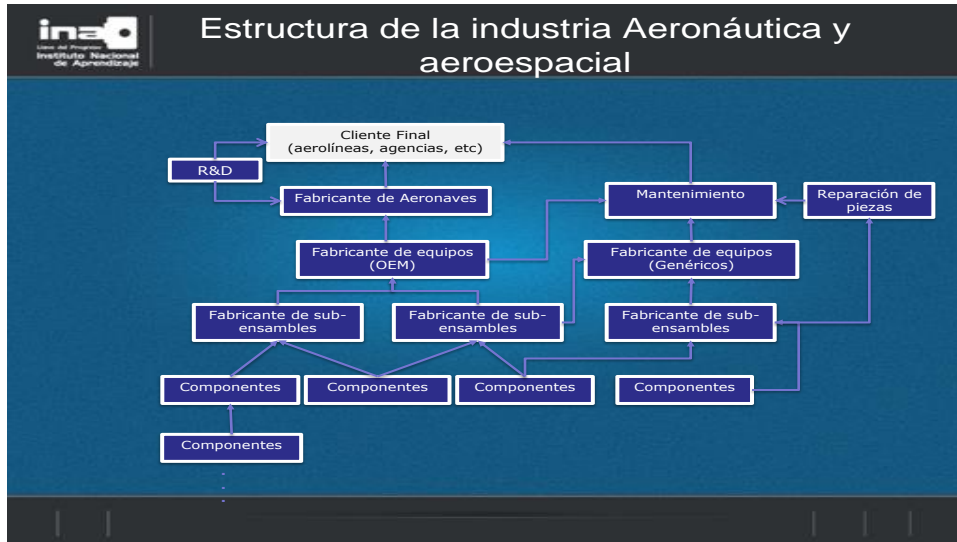 ina
Llave del Progreso
Instituto Nacional
de Aprendizaje
Estructura de la industria Aeronáutica y
aeroespacial
Cliente Final
(aerolíneas, agencias, etc)
R&D
Fabricante de Aeronaves
Mantenimiento
Reparación de
piezas
Fabricante de equipos
(OEM)
Fabricante de equipos
(Genéricos)
Fabricante de sub-
ensambles
Fabricante de sub-
ensambles
Fabricante de sub-
ensambles
Componentes
Componentes
Componentes
Componentes
Componentes